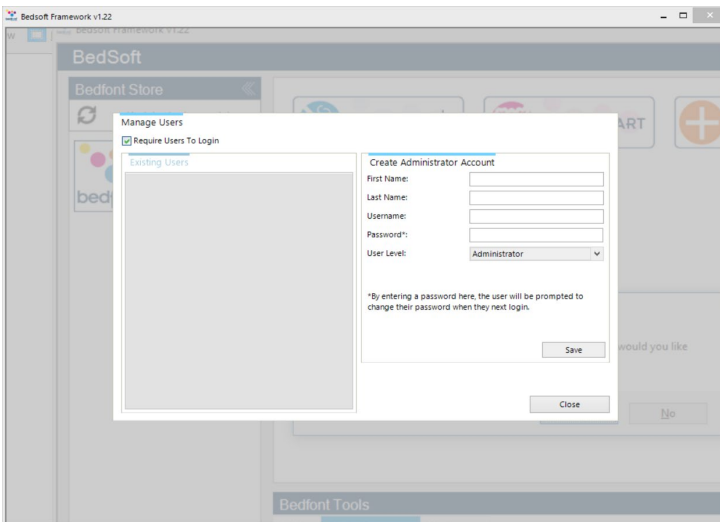 Bedsoft Framework v1.22
w
Bedsoft Framework v1.22
BedSoft
Bedfont Store
ART
Manage Users
Require Users To Login
Existing Users
Create Administrator Account
First Name:
Last Name:
Username:
Password*:
User Level:
Administrator
*By entering a password here, the user will be prompted to
change their password when they next login.
Save
would you like
Close
No
bed
Bedfont Tools